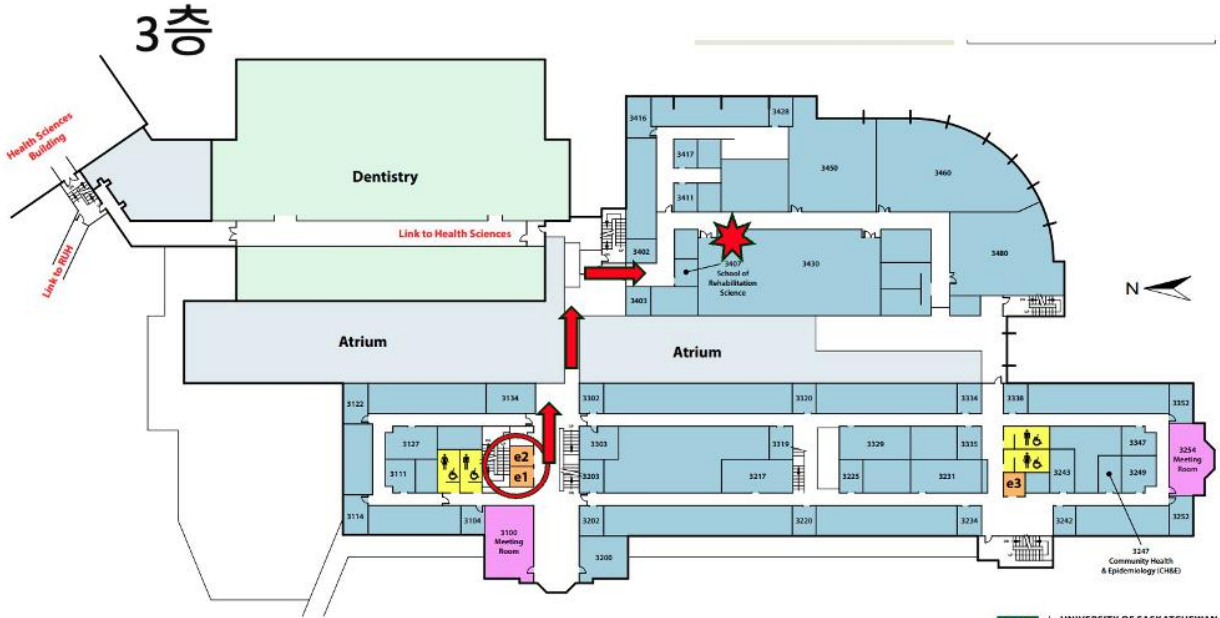 3층
Health Sciences
Building
Link to RUH
Dentistry
Link to Health Sciences
Atrium
Atrium
3416
3428
3417
3411
3450
3460
3402
3403
3407
School of
Rehabilitation
Science
3430
3480
N
3122
3134
3302
3320
3334
3338
3352
3127
3111
e2
e1
3303
3203
3319
3217
3329
3225
3335
3231
3243
3347
3249
e3
3254
Meeting
Room
3114
3104
3100
Meeting
Room
3202
3200
3220
3234
3242
3252
3247
Community Health
& Epidemiology (CH&E)
UNIVERSITY OF SASKATCHEWAN